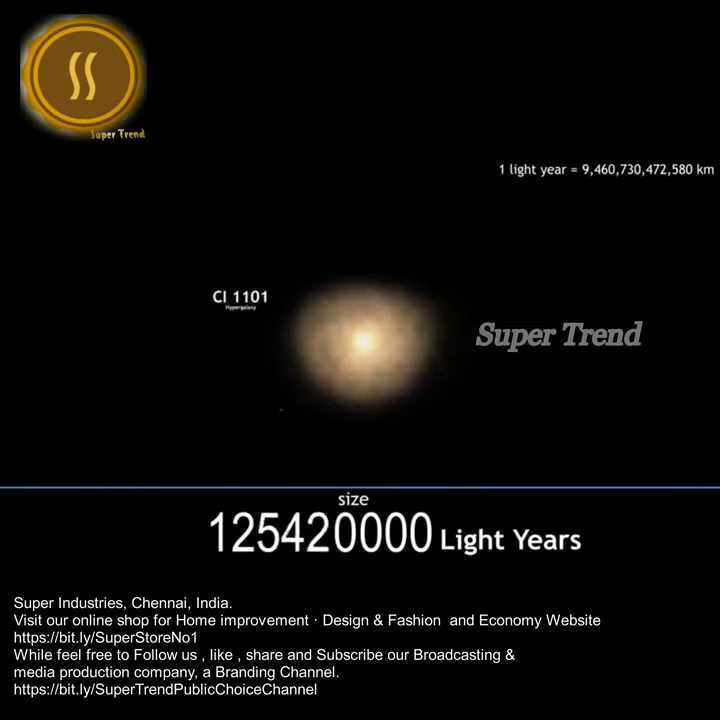 Super Trend
1 light year = 9,460,730,472,580 km
CI 1101
Hypergalaxy
Super Trend
size
125420000 Light Years
Super Industries, Chennai, India.
Visit our online shop for Home improvement · Design & Fashion and Economy Website
https://bit.ly/SuperStoreNo1
While feel free to Follow us , like , share and Subscribe our Broadcasting &
media production company, a Branding Channel.
https://bit.ly/SuperTrendPublicChoiceChannel